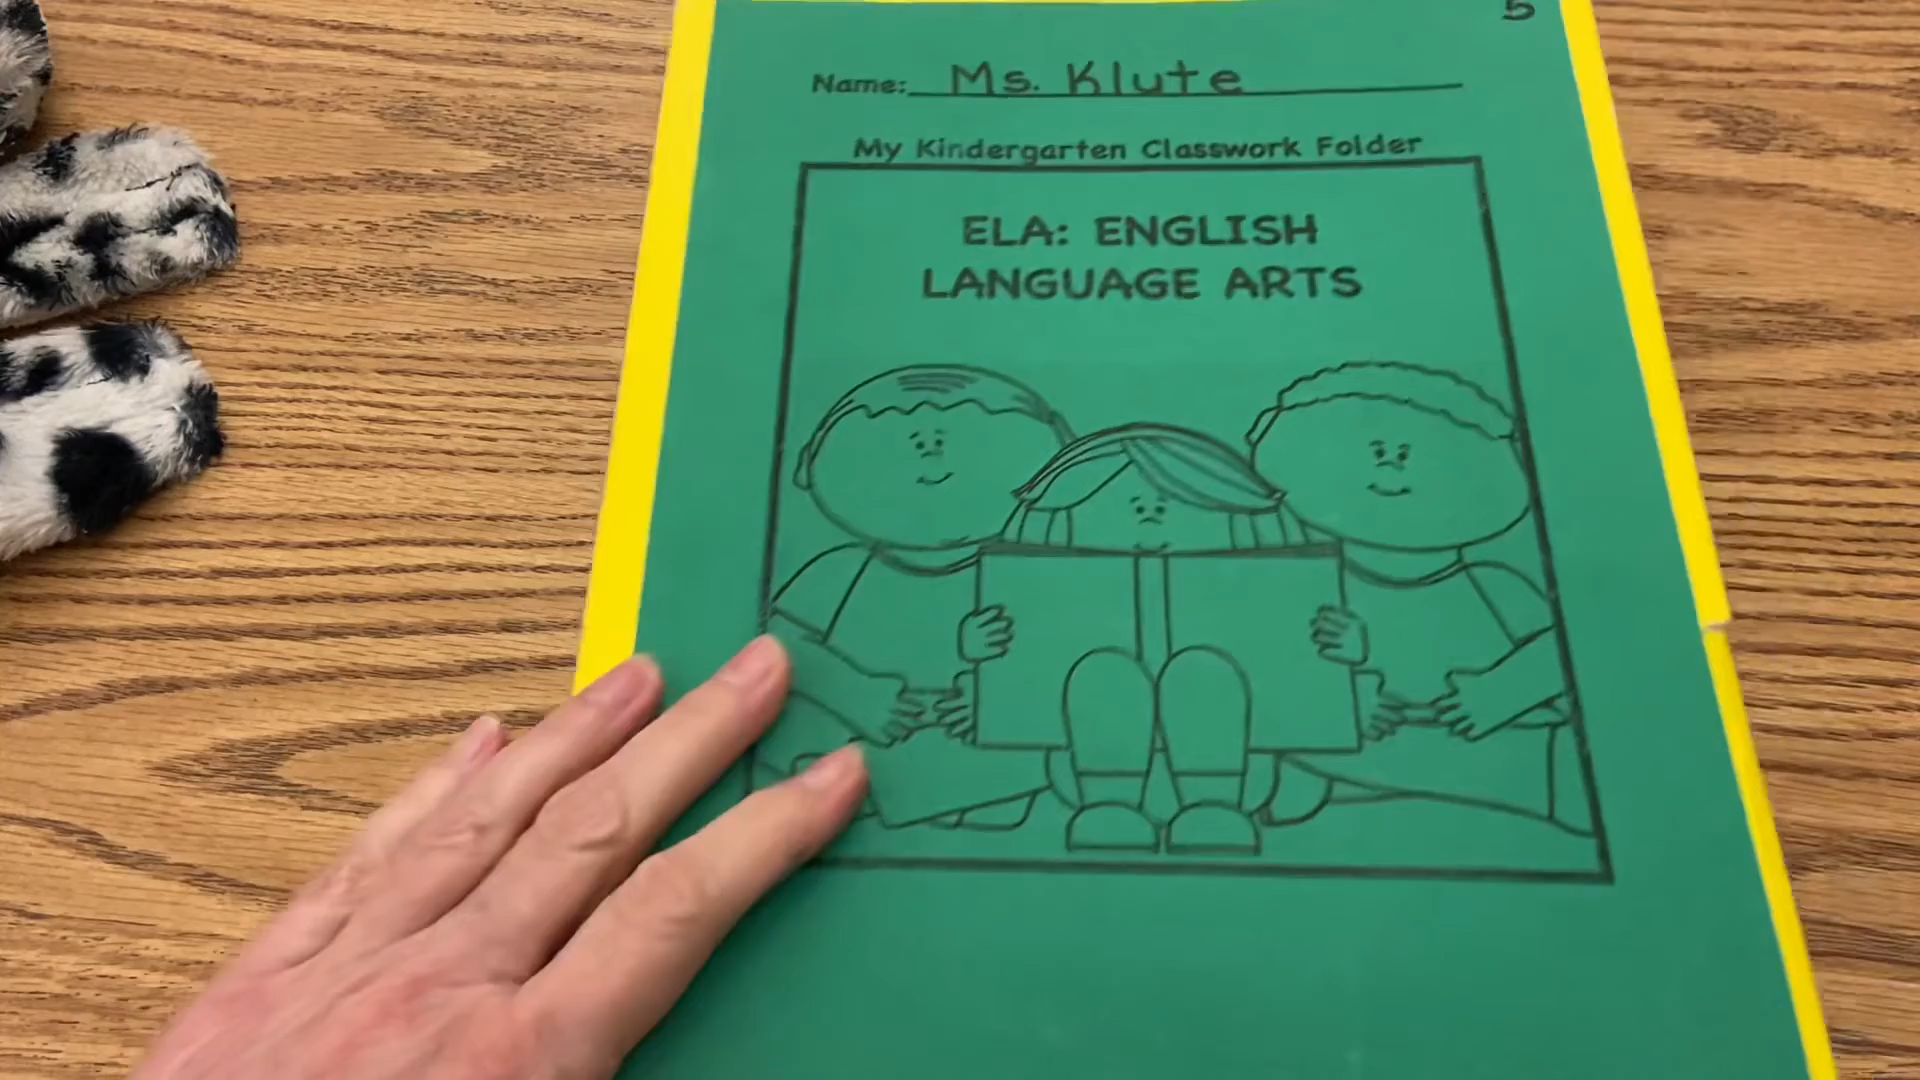 5
Name: Ms. Klute
My Kindergarten Classwork Folder
ELA: ENGLISH
LANGUAGE ARTS